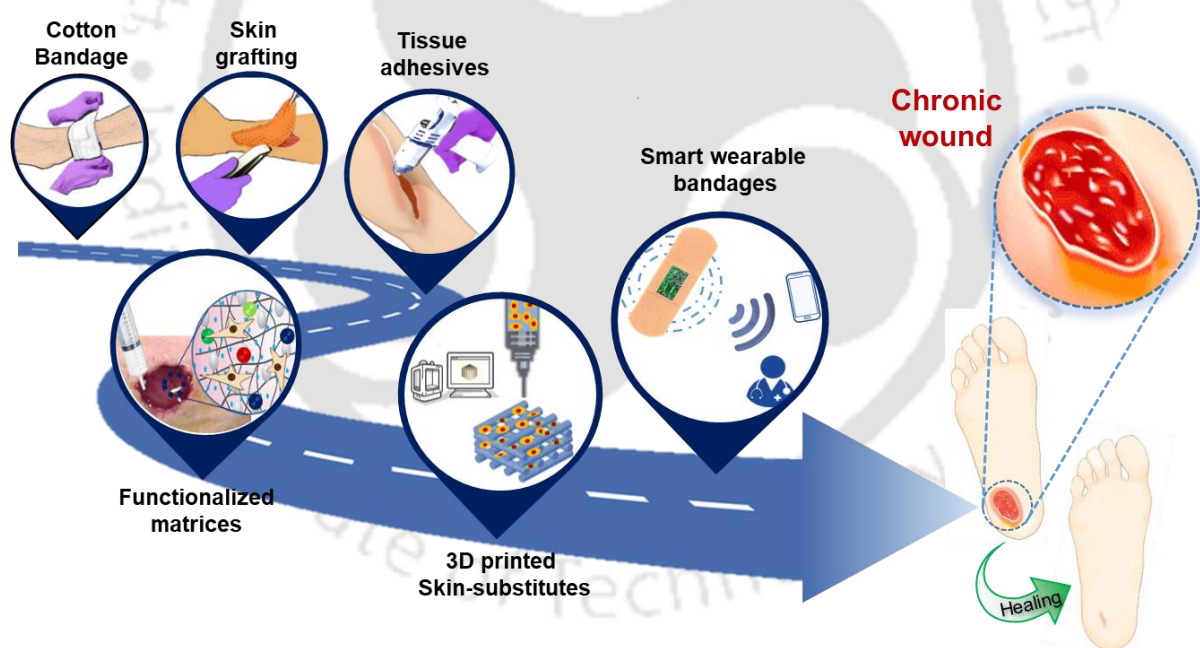 Cotton
Bandage
Skin
grafting
Tissue
adhesives
Smart wearable
bandages
Chronic
wound
Functionalized
matrices
3D printed
Skin-substitutes
Healing